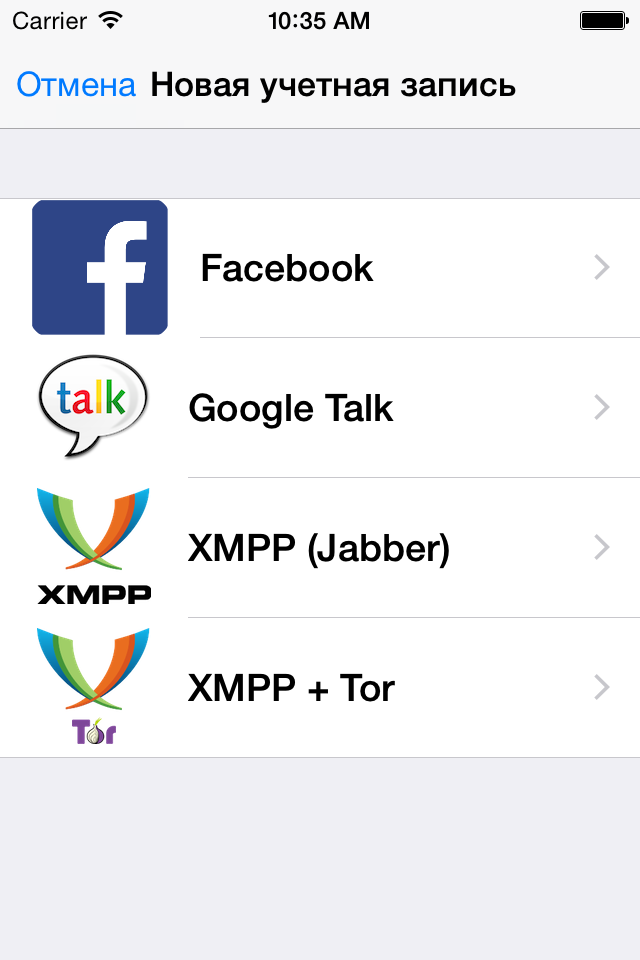 Carrier 10:35 AM
Отмена Новая учетная запись
Facebook
talk
Google Talk
XMPP (Jabber)
XMPP
XMPP + Tor
Tor